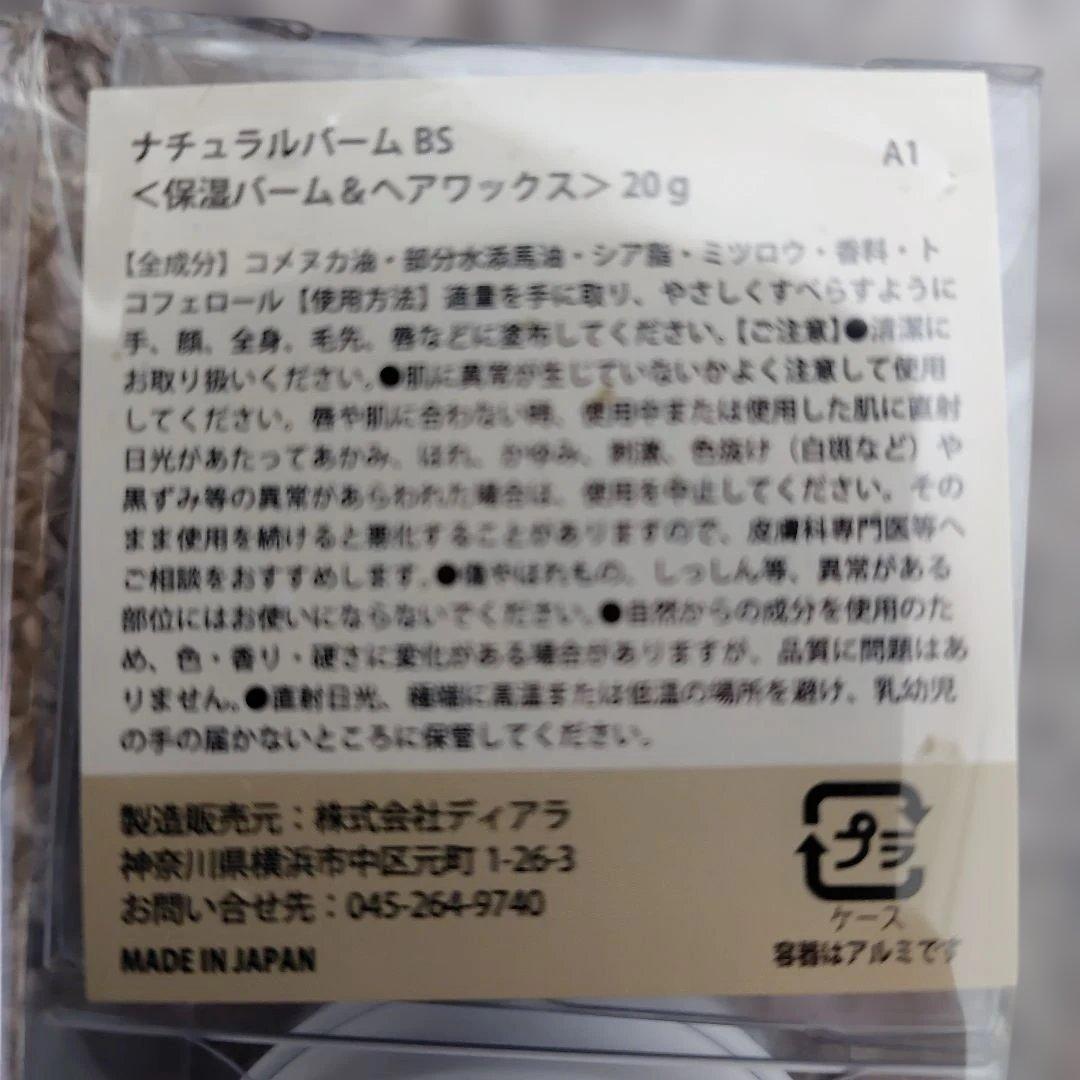 ナチュラルバーム BS
A1
＜保湿バーム＆ヘアワックス＞ 20g
【全成分】コメヌカ油・部分水添馬油・シア脂・ミツロウ・香料・ト
コフェロール【使用方法】適量を手に取り、やさしくすべらすように
手、顔、全身、毛先、唇などに塗布してください。【ご注意】●清潔に
お取り扱いください。●肌に異常が生じていないかよく注意して使用
してください。唇や肌に合わない時、使用中または使用した肌に直射
日光があたってあかみ、はれ、かゆみ、刺激、色抜け（白斑など）や
黒ずみ等の異常があらわれた場合は、使用を中止してください。その
まま使用を続けると悪化することがありますので、皮膚科専門医等へ
ご相談をおすすめします。●傷やはれもの、しっしん等、異常がある
部位にはお使いにならないでください。●自然からの成分を使用のた
め、色・香り・硬さに変化がある場合がありますが、品質に問題はあ
りません。●直射日光、極端に高温または低温の場所を避け、乳幼児
の手の届かないところに保管してください。
製造販売元：株式会社ディアラ
神奈川県横浜市中区元町 1-26-3
お問い合せ先：045-264-9740
MADE IN JAPAN
プラ
ケース
容器はアルミです